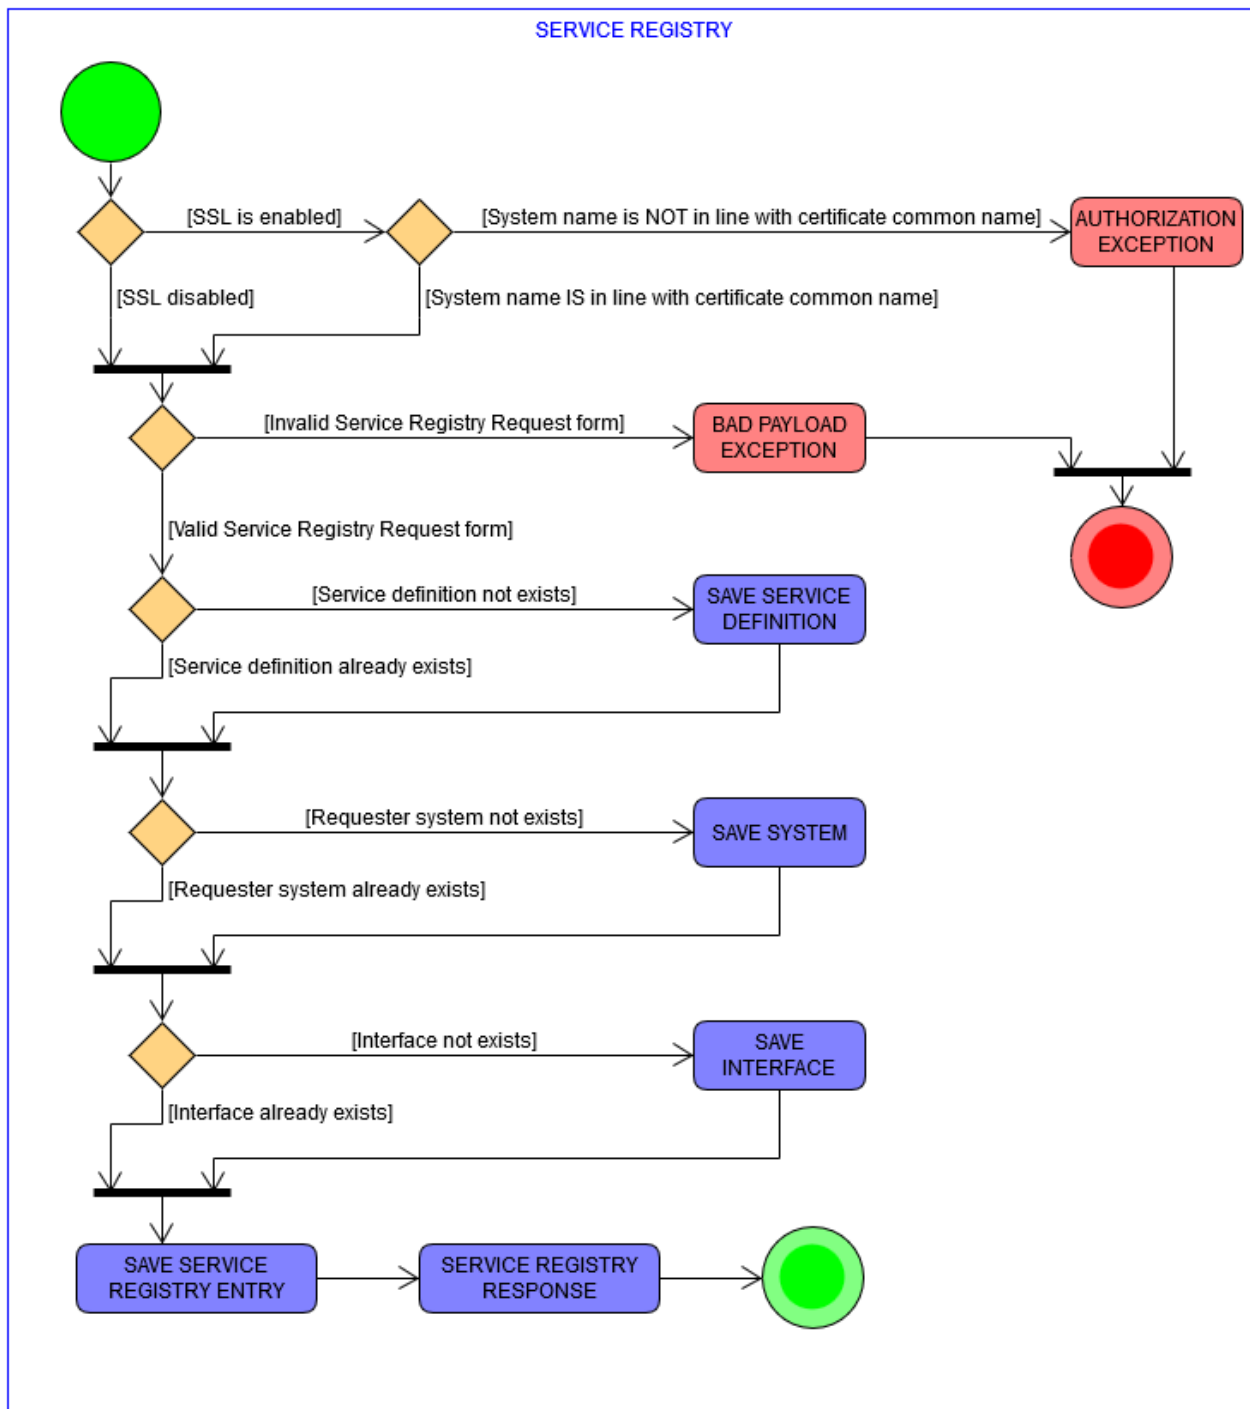 SERVICE REGISTRY
[SSL is enabled]
[System name is NOT in line with certificate common name]
AUTHORIZATION
EXCEPTION
[SSL disabled]
[System name IS in line with certificate common name]
[Invalid Service Registry Request form]
BAD PAYLOAD
EXCEPTION
[Valid Service Registry Request form]
[Service definition not exists]
SAVE SERVICE
DEFINITION
[Service definition already exists]
[Requester system not exists]
SAVE SYSTEM
[Requester system already exists]
[Interface not exists]
SAVE
INTERFACE
[Interface already exists]
SAVE SERVICE
REGISTRY ENTRY
SERVICE REGISTRY
RESPONSE